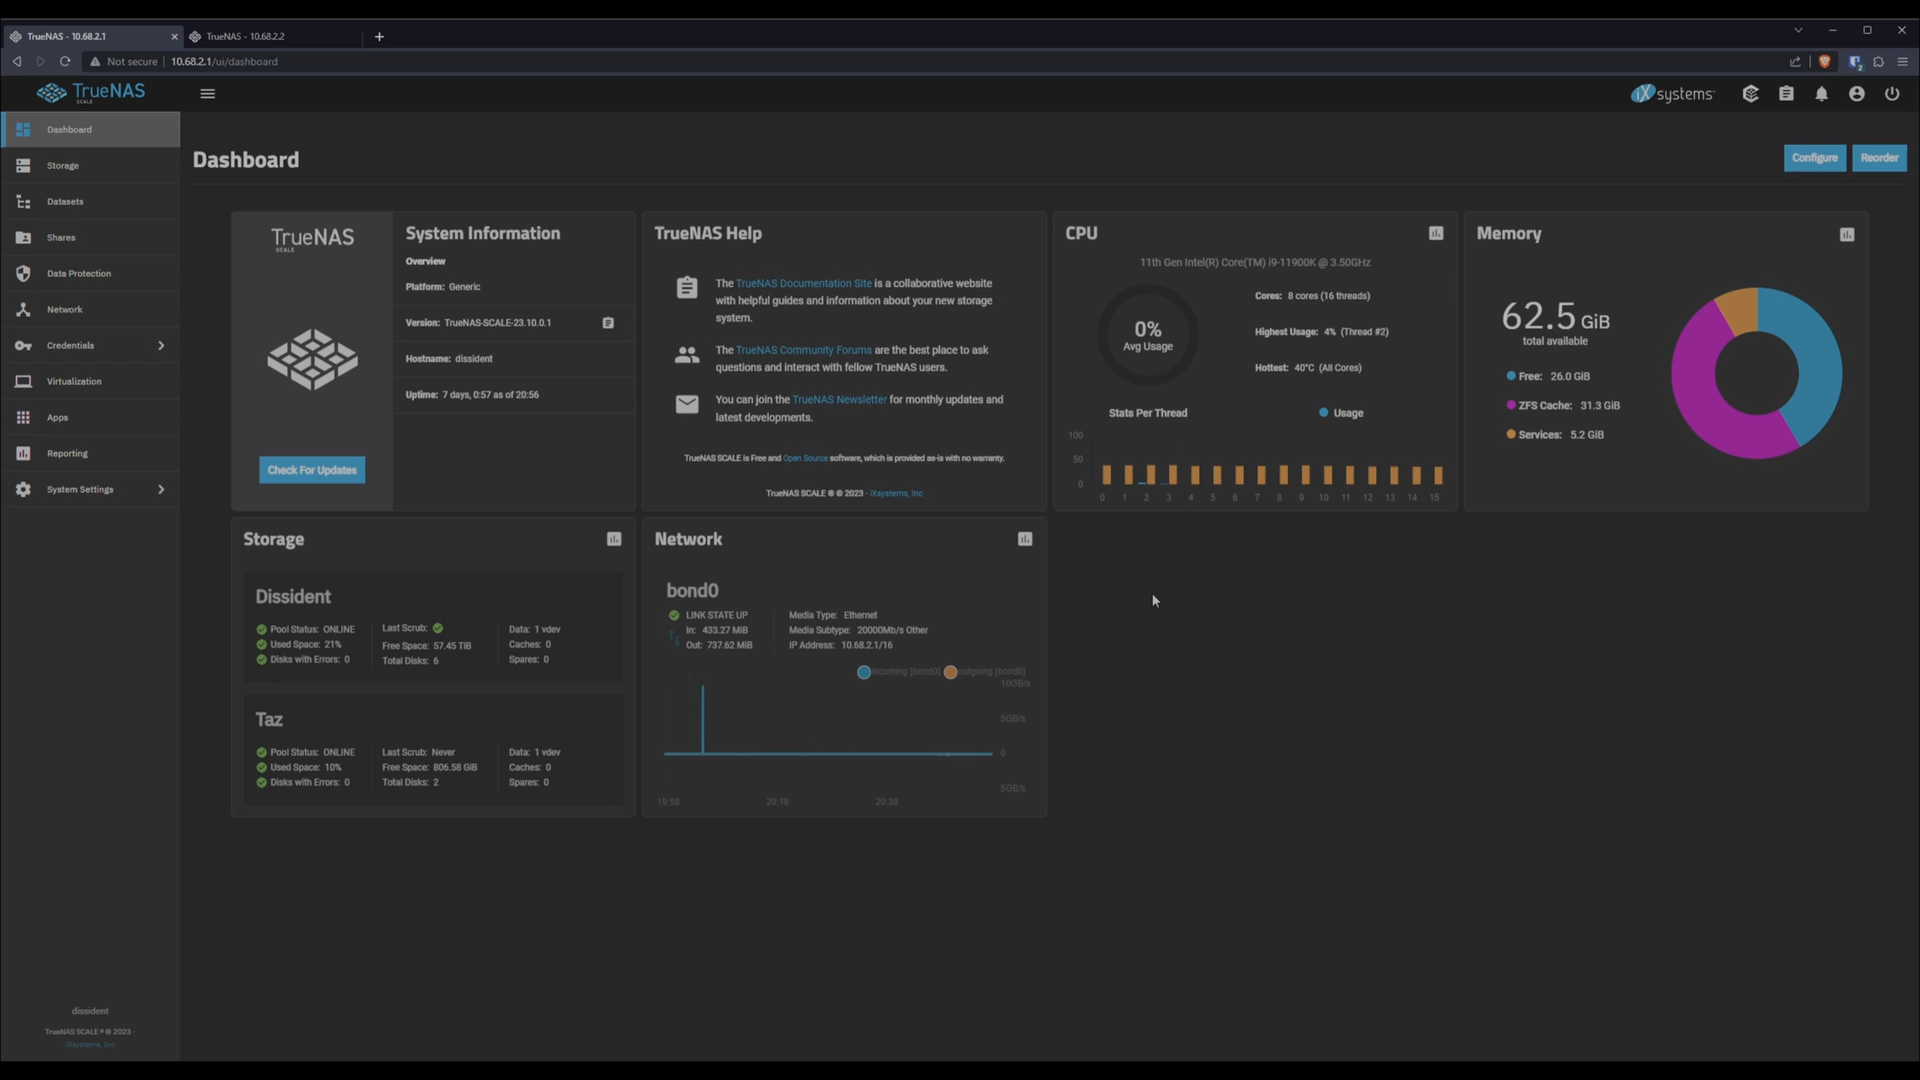 TrueNAS - 10.68.2.1
TrueNAS - 10.68.2.2
Not secure
10.68.2.1/ui/dashboard
TrueNAS
SCALE
iXsystems
Dashboard
Storage
Datasets
Shares
Data Protection
Network
Credentials
Virtualization
Apps
Reporting
System Settings
dissident
TrueNAS SCALE ® © 2023 -
iXsystems, Inc
Dashboard
Configure
Reorder
TrueNAS
SCALE
Check For Updates
System Information
Overview
Platform: Generic
Version: TrueNAS-SCALE-23.10.0.1
Hostname: dissident
Uptime: 7 days, 0:57 as of 20:56
TrueNAS Help
The TrueNAS Documentation Site is a collaborative website
with helpful guides and information about your new storage
system.
The TrueNAS Community Forums are the best place to ask
questions and interact with fellow TrueNAS users.
You can join the TrueNAS Newsletter for monthly updates and
latest developments.
TrueNAS SCALE is Free and Open Source software, which is provided as-is with no warranty.
TrueNAS SCALE ® © 2023 - iXsystems, Inc
CPU
11th Gen Intel(R) Core(TM) i9-11900K @ 3.50GHz
0%
Avg Usage
Cores: 8 cores (16 threads)
Highest Usage: 4% (Thread #2)
Hottest: 40°C (All Cores)
Stats Per Thread
Usage
100
50
0
0 1 2 3 4 5 6 7 8 9 10 11 12 13 14 15
Memory
62.5 GiB
total available
Free: 26.0 GiB
ZFS Cache: 31.3 GiB
Services: 5.2 GiB
Storage
Dissident
Pool Status: ONLINE
Used Space: 21%
Disks with Errors: 0
Last Scrub:
Free Space: 57.45 TiB
Total Disks: 6
Data: 1 vdev
Caches: 0
Spares: 0
Taz
Pool Status: ONLINE
Used Space: 10%
Disks with Errors: 0
Last Scrub: Never
Free Space: 806.58 GiB
Total Disks: 2
Data: 1 vdev
Caches: 0
Spares: 0
Network
bond0
LINK STATE UP
In: 433.27 MiB
Out: 737.62 MiB
Media Type: Ethernet
Media Subtype: 20000Mb/s Other
IP Address: 10.68.2.1/16
incoming [bond0]
outgoing [bond0]
10GB/s
5GB/s
0
5GB/s
19:58
20:18
20:38